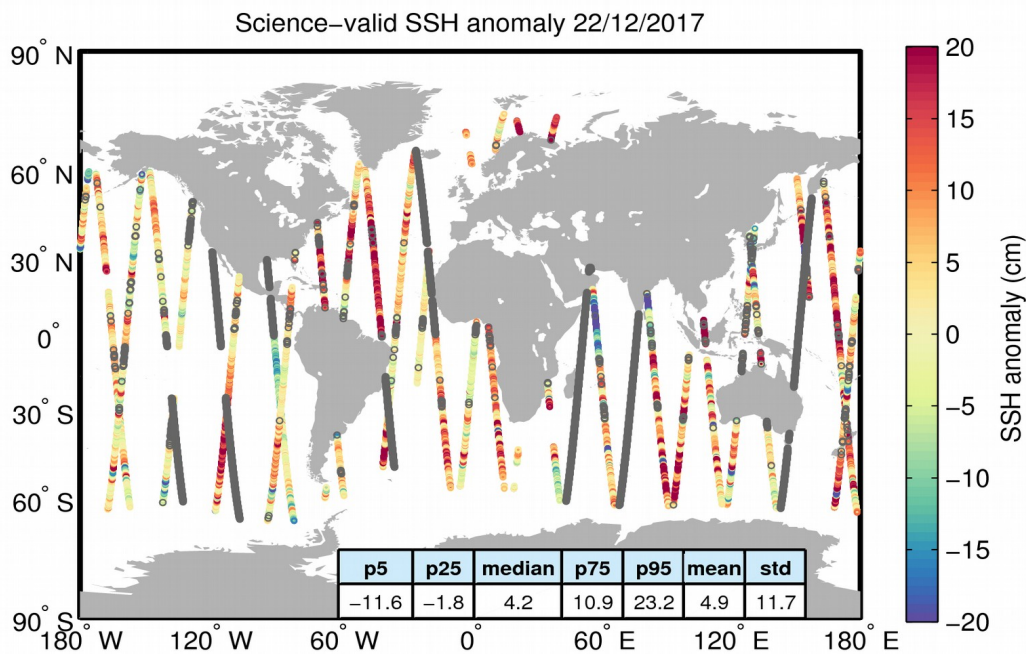 Science−valid SSH anomaly 22/12/2017
90° N
60° N
30° N
0°
30° S
60° S
90° S
180° W
120° W
60° W
0°
60° E
120° E
180° E
p5 p25 median p75 p95 mean std
−11.6 −1.8 4.2 10.9 23.2 4.9 11.7
20
15
10
5
0
−5
−10
−15
−20
SSH anomaly (cm)